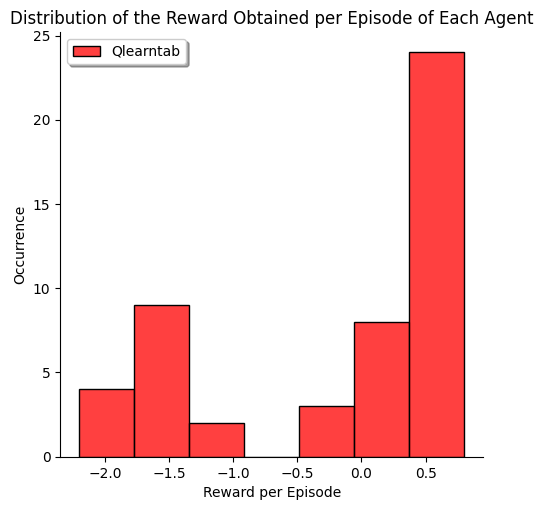 Distribution of the Reward Obtained per Episode of Each Agent
Qlearntab
25
20
15
10
5
0
Occurrence
−2.0 −1.5 −1.0 −0.5 0.0 0.5
Reward per Episode